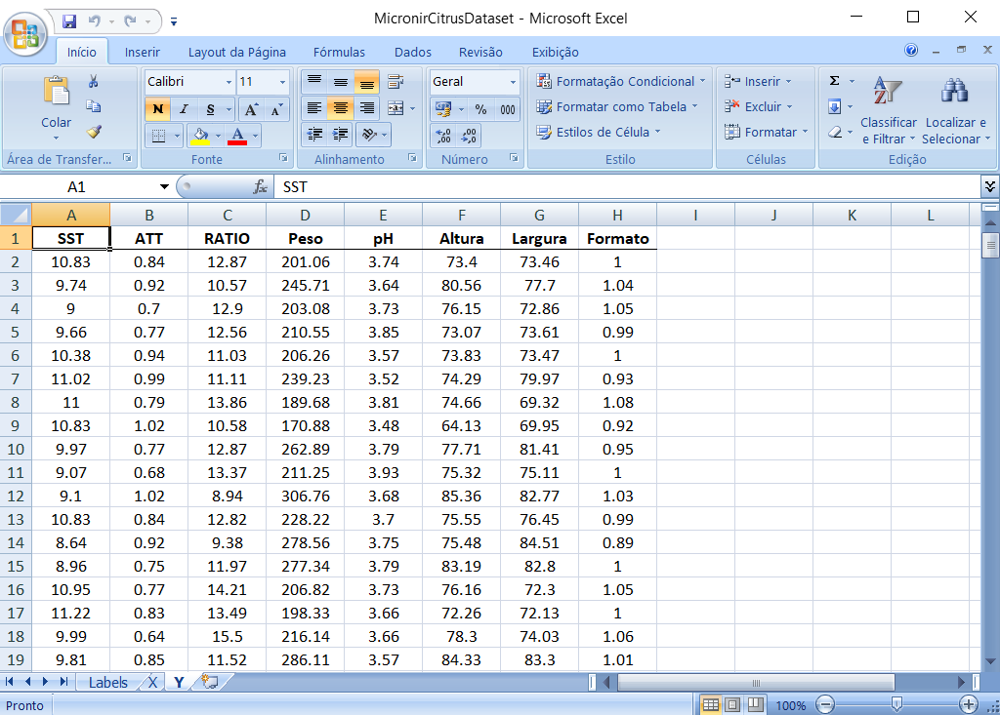 MicronirCitrusDataset - Microsoft Excel
Início Inserir Layout da Página Fórmulas Dados Revisão Exibição
Colar
Área de Transfer...
Calibri 11
N I S A A
A
Fonte
Alinhamento
Geral
% 000
,0 ,00
,00 ,0
Número
Formatação Condicional
Formatar como Tabela
Estilos de Célula
Estilo
Inserir
Excluir
Formatar
Células
Σ
A
Z
Classificar e Filtrar
Localizar e Selecionar
Edição
A1 fx SST
A B C D E F G H I J K L
1 SST ATT RATIO Peso pH Altura Largura Formato
2 10.83 0.84 12.87 201.06 3.74 73.4 73.46 1
3 9.74 0.92 10.57 245.71 3.64 80.56 77.7 1.04
4 9 0.7 12.9 203.08 3.73 76.15 72.86 1.05
5 9.66 0.77 12.56 210.55 3.85 73.07 73.61 0.99
6 10.38 0.94 11.03 206.26 3.57 73.83 73.47 1
7 11.02 0.99 11.11 239.23 3.52 74.29 79.97 0.93
8 11 0.79 13.86 189.68 3.81 74.66 69.32 1.08
9 10.83 1.02 10.58 170.88 3.48 64.13 69.95 0.92
10 9.97 0.77 12.87 262.89 3.79 77.71 81.41 0.95
11 9.07 0.68 13.37 211.25 3.93 75.32 75.11 1
12 9.1 1.02 8.94 306.76 3.68 85.36 82.77 1.03
13 10.83 0.84 12.82 228.22 3.7 75.55 76.45 0.99
14 8.64 0.92 9.38 278.56 3.75 75.48 84.51 0.89
15 8.96 0.75 11.97 277.34 3.79 83.19 82.8 1
16 10.95 0.77 14.21 206.82 3.73 76.16 72.3 1.05
17 11.22 0.83 13.49 198.33 3.66 72.26 72.13 1
18 9.99 0.64 15.5 216.14 3.66 78.3 74.03 1.06
19 9.81 0.85 11.52 286.11 3.57 84.33 83.3 1.01
Labels X Y
Pronto 100%